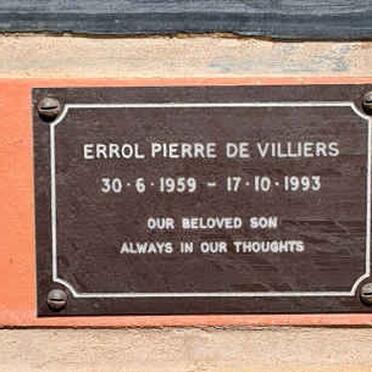 ERROL PIERRE DE VILLIERS
30·6·1959 – 17·10·1993
OUR BELOVED SON
ALWAYS IN OUR THOUGHTS